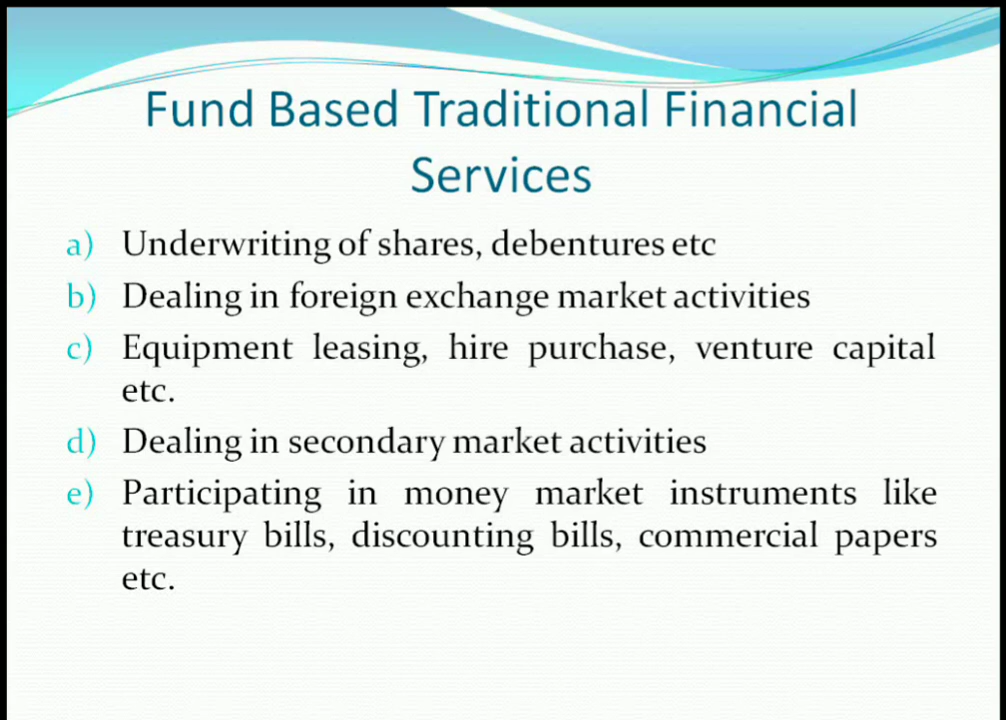 Fund Based Traditional Financial
Services
a) Underwriting of shares, debentures etc
b) Dealing in foreign exchange market activities
c) Equipment leasing, hire purchase, venture capital
etc.
d) Dealing in secondary market activities
e) Participating in money market instruments like
treasury bills, discounting bills, commercial papers
etc.